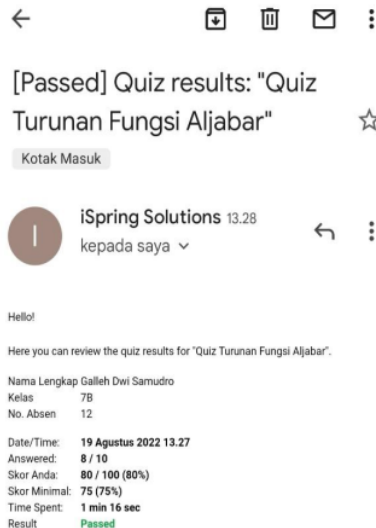 [Passed] Quiz results: "Quiz
Turunan Fungsi Aljabar"
Kotak Masuk
I
iSpring Solutions 13.28
kepada saya
Hello!
Here you can review the quiz results for "Quiz Turunan Fungsi Aljabar".
Nama Lengkap Galleh Dwi Samudro
Kelas 7B
No. Absen 12
Date/Time: 19 Agustus 2022 13.27
Answered: 8 / 10
Skor Anda: 80 / 100 (80%)
Skor Minimal: 75 (75%)
Time Spent: 1 min 16 sec
Result Passed